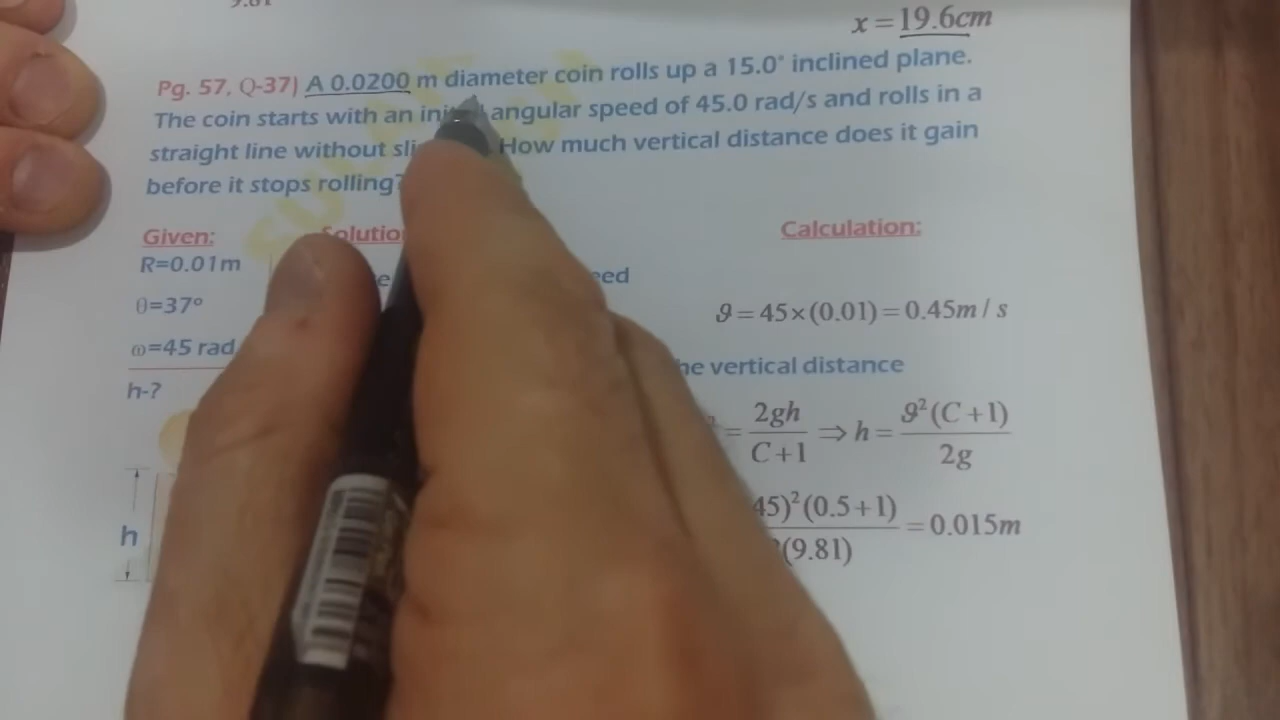 9.81
x = 19.6cm
Pg. 57, Q-37) A 0.0200 m diameter coin rolls up a 15.0° inclined plane.
The coin starts with an angular speed of 45.0 rad/s and rolls in a
straight line without How much vertical distance does it gain
before it stops rolling?
Given: Calculation:
R=0.01m
θ=37° ϑ = 45×(0.01) = 0.45m / s
ω=45 rad
vertical distance
h-?
= 2gh / C+1 ⇒ h = ϑ²(C+1) / 2g
45)²(0.5+1) / (9.81) = 0.015m
h